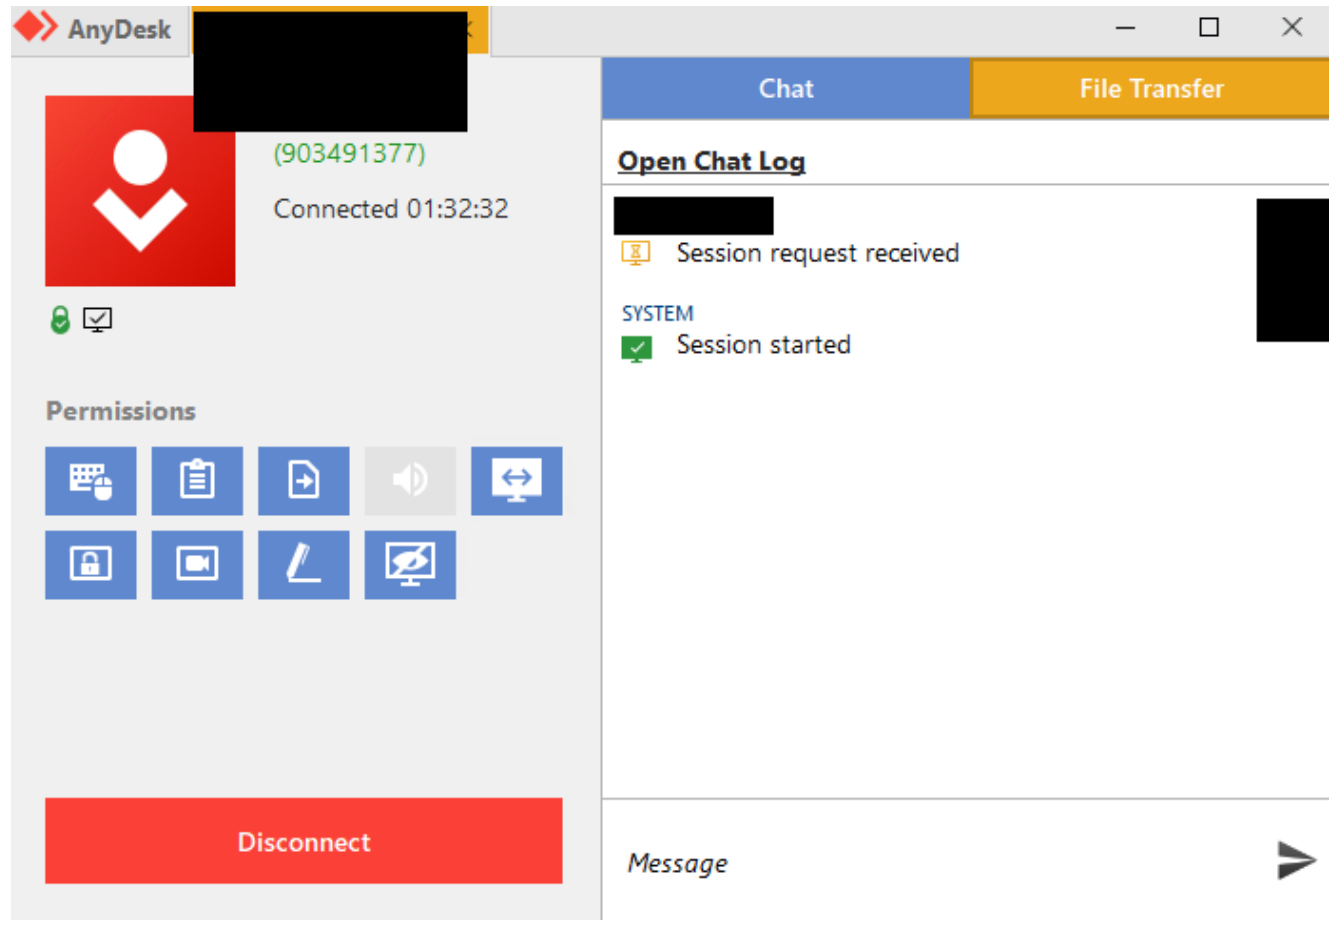 AnyDesk
Chat
File Transfer
(903491377)
Connected 01:32:32
Open Chat Log
Session request received
SYSTEM
Session started
Permissions
Disconnect
Message